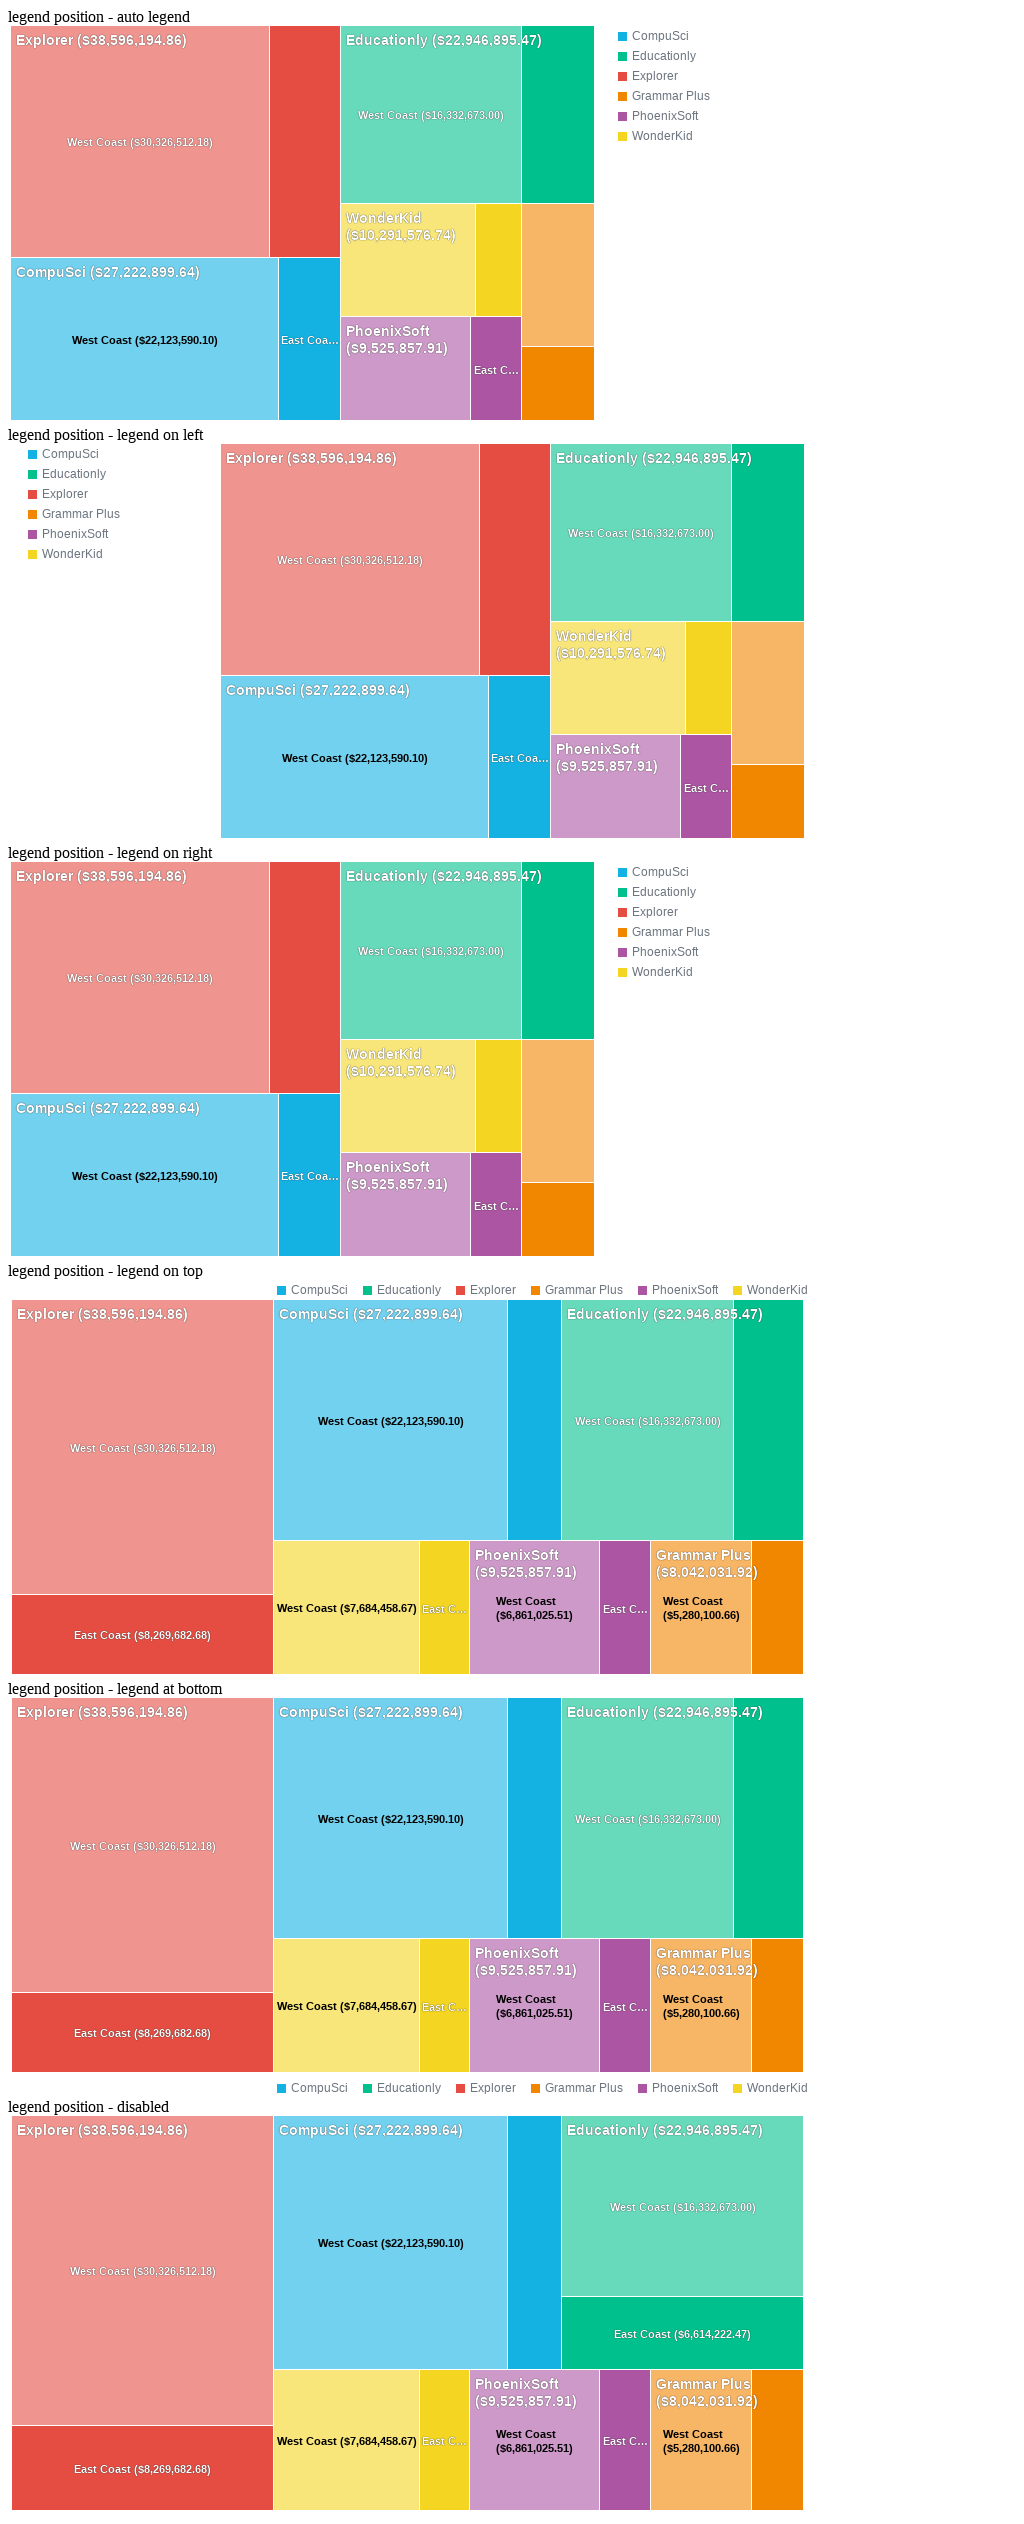 legend position - auto legend
Explorer ($38,596,194.86)
West Coast ($30,326,512.18)
CompuSci ($27,222,899.64)
West Coast ($22,123,590.10)
East Coa…
Educationly ($22,946,895.47)
West Coast ($16,332,673.00)
WonderKid
($10,291,576.74)
PhoenixSoft
($9,525,857.91)
East C…
CompuSci
Educationly
Explorer
Grammar Plus
PhoenixSoft
WonderKid
legend position - legend on left
CompuSci
Educationly
Explorer
Grammar Plus
PhoenixSoft
WonderKid
Explorer ($38,596,194.86)
West Coast ($30,326,512.18)
CompuSci ($27,222,899.64)
West Coast ($22,123,590.10)
East Coa…
Educationly ($22,946,895.47)
West Coast ($16,332,673.00)
WonderKid
($10,291,576.74)
PhoenixSoft
($9,525,857.91)
East C…
legend position - legend on right
Explorer ($38,596,194.86)
West Coast ($30,326,512.18)
CompuSci ($27,222,899.64)
West Coast ($22,123,590.10)
East Coa…
Educationly ($22,946,895.47)
West Coast ($16,332,673.00)
WonderKid
($10,291,576.74)
PhoenixSoft
($9,525,857.91)
East C…
CompuSci
Educationly
Explorer
Grammar Plus
PhoenixSoft
WonderKid
legend position - legend on top
CompuSci Educationly Explorer Grammar Plus PhoenixSoft WonderKid
Explorer ($38,596,194.86)
West Coast ($30,326,512.18)
East Coast ($8,269,682.68)
CompuSci ($27,222,899.64)
West Coast ($22,123,590.10)
Educationly ($22,946,895.47)
West Coast ($16,332,673.00)
West Coast ($7,684,458.67)
East C…
PhoenixSoft
($9,525,857.91)
West Coast
($6,861,025.51)
East C…
Grammar Plus
($8,042,031.92)
West Coast
($5,280,100.66)
legend position - legend at bottom
Explorer ($38,596,194.86)
West Coast ($30,326,512.18)
East Coast ($8,269,682.68)
CompuSci ($27,222,899.64)
West Coast ($22,123,590.10)
Educationly ($22,946,895.47)
West Coast ($16,332,673.00)
West Coast ($7,684,458.67)
East C…
PhoenixSoft
($9,525,857.91)
West Coast
($6,861,025.51)
East C…
Grammar Plus
($8,042,031.92)
West Coast
($5,280,100.66)
CompuSci Educationly Explorer Grammar Plus PhoenixSoft WonderKid
legend position - disabled
Explorer ($38,596,194.86)
West Coast ($30,326,512.18)
East Coast ($8,269,682.68)
CompuSci ($27,222,899.64)
West Coast ($22,123,590.10)
Educationly ($22,946,895.47)
West Coast ($16,332,673.00)
East Coast ($6,614,222.47)
West Coast ($7,684,458.67)
East C…
PhoenixSoft
($9,525,857.91)
West Coast
($6,861,025.51)
East C…
Grammar Plus
($8,042,031.92)
West Coast
($5,280,100.66)